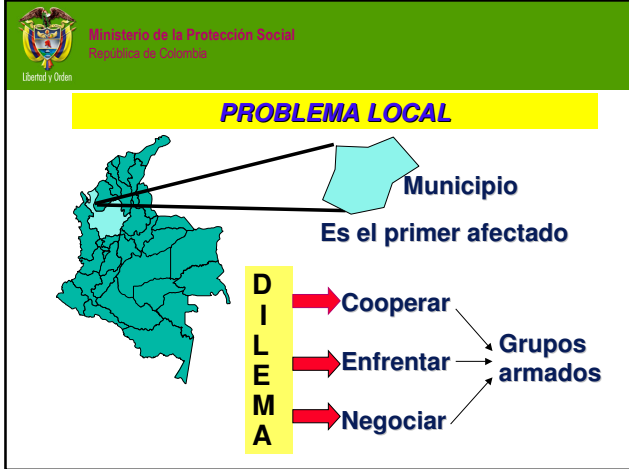 Ministerio de la Protección Social
República de Colombia
Libertad y Orden
PROBLEMA LOCAL
Municipio
Es el primer afectado
D
I
L
E
M
A
Cooperar
Enfrentar
Negociar
Grupos
armados